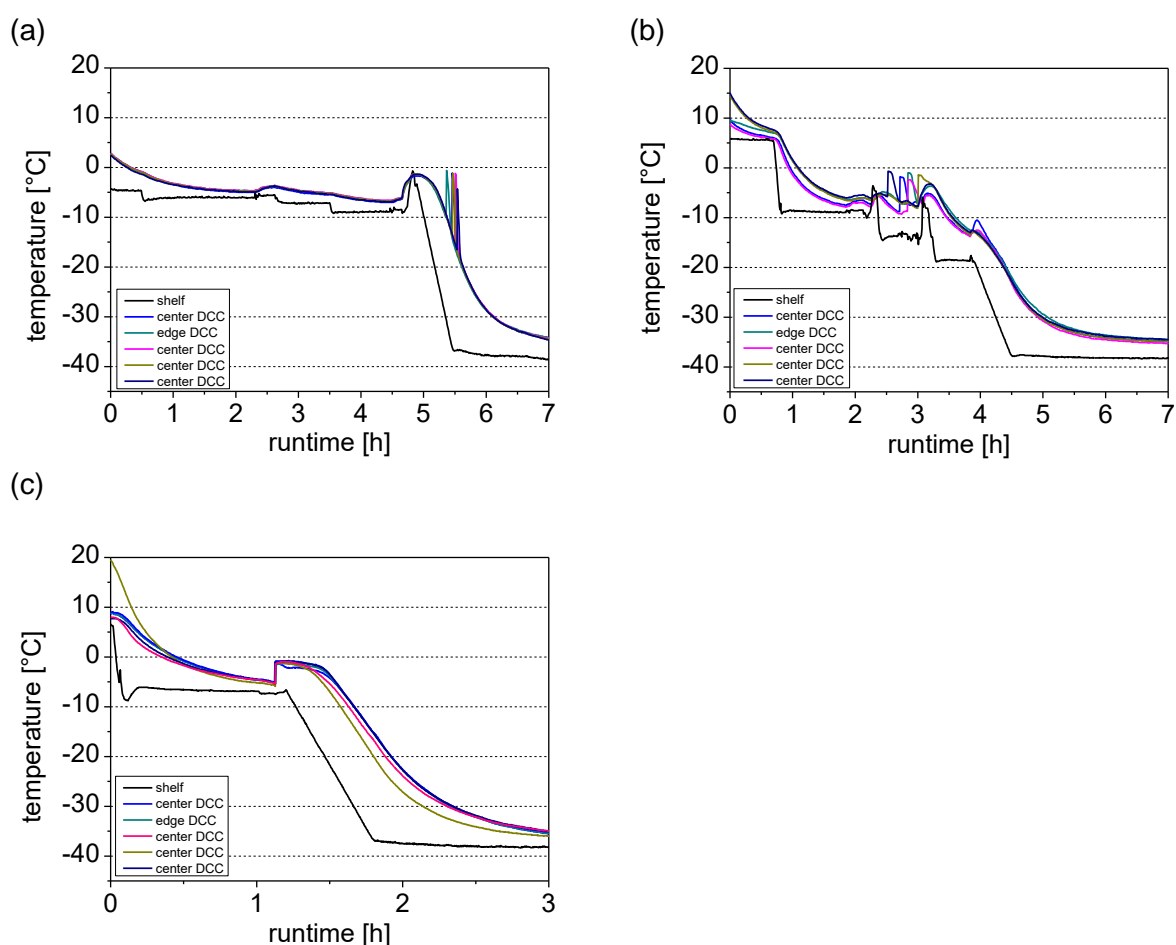 (a)
20
10
0
-10
-20
-30
-40
temperature [°C]
shelf
center DCC
edge DCC
center DCC
center DCC
center DCC
0 1 2 3 4 5 6 7
runtime [h]
(b)
20
10
0
-10
-20
-30
-40
temperature [°C]
shelf
center DCC
edge DCC
center DCC
center DCC
center DCC
0 1 2 3 4 5 6 7
runtime [h]
(c)
20
10
0
-10
-20
-30
-40
temperature [°C]
shelf
center DCC
edge DCC
center DCC
center DCC
center DCC
0 1 2 3
runtime [h]